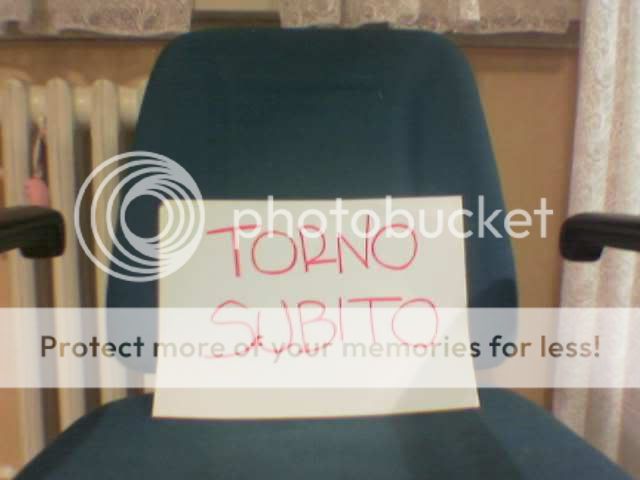 photobucket
TORNO
SUBITO
Protect more of your memories for less!